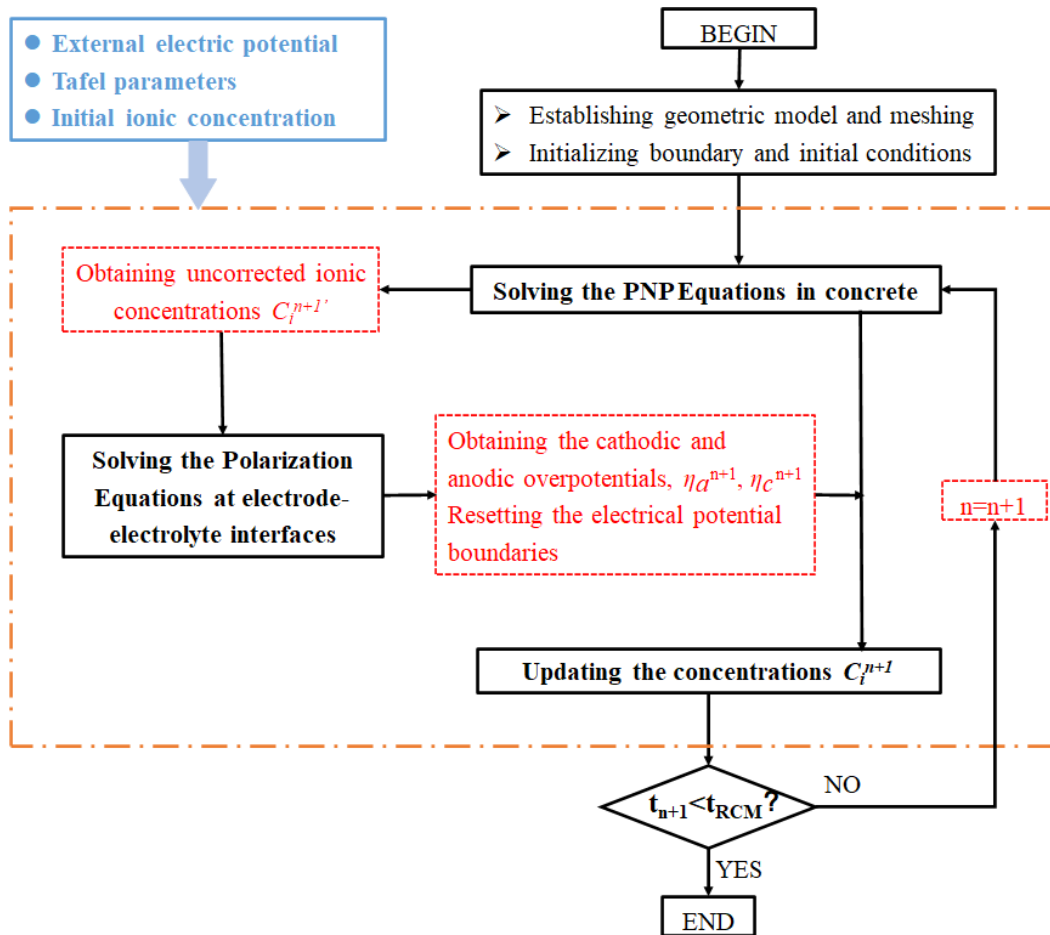 ● External electric potential
● Tafel parameters
● Initial ionic concentration
BEGIN
➢ Establishing geometric model and meshing
➢ Initializing boundary and initial conditions
Obtaining uncorrected ionic
concentrations C_i^{n+1'}
Solving the PNP Equations in concrete
Solving the Polarization
Equations at electrode-
electrolyte interfaces
Obtaining the cathodic and
anodic overpotentials, η_a^{n+1}, η_c^{n+1}
Resetting the electrical potential
boundaries
n=n+1
Updating the concentrations C_i^{n+1}
t_{n+1}<t_{RCM}?
NO
YES
END